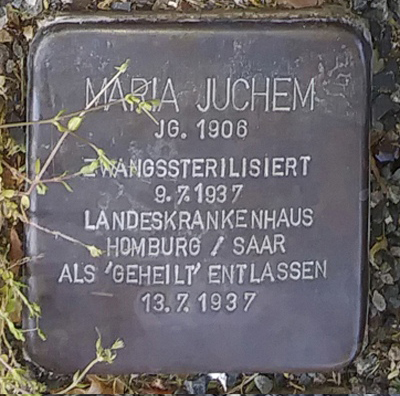 MARIA JUCHEM
JG. 1906
ZWANGSSTERILISIERT
9.7.1937
LANDESKRANKENHAUS
HOMBURG / SAAR
ALS 'GEHEILT' ENTLASSEN
13.7.1937